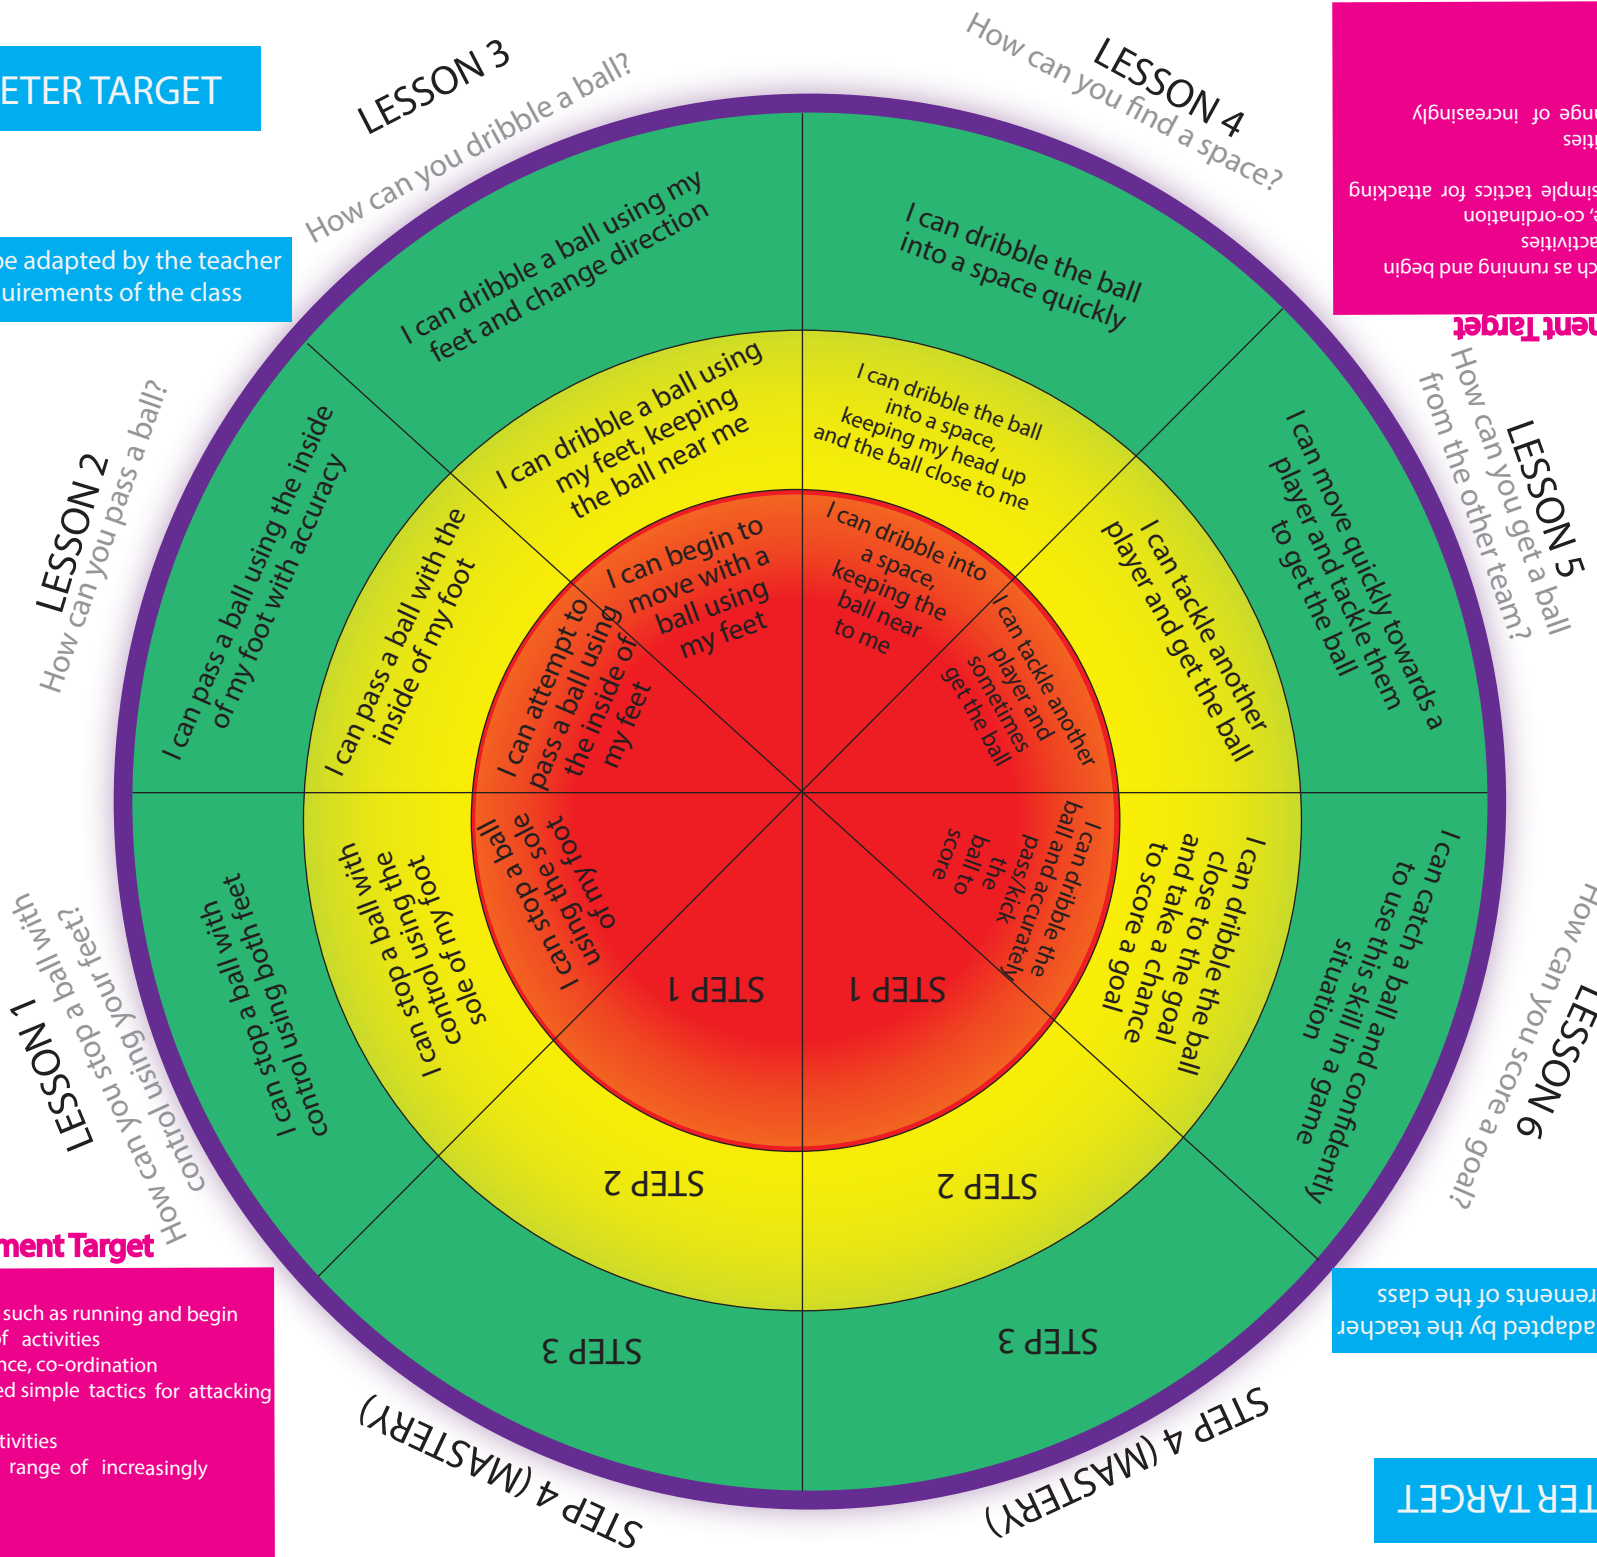 ETER TARGET
be adapted by the teacher
uirements of the class
LESSON 1
How can you stop a ball with
control using your feet?
I can stop a ball with
control using both feet
I can stop a ball with
control using the
sole of my foot
I can stop a ball
using the sole
of my foot
LESSON 2
How can you pass a ball?
I can pass a ball using the inside
of my foot with accuracy
I can pass a ball with the
inside of my foot
I can attempt to
pass a ball using
the inside of
my feet
LESSON 3
How can you dribble a ball?
I can dribble a ball using my
feet and change direction
I can dribble a ball using
my feet, keeping
the ball near me
I can begin to
move with a
ball using
my feet
LESSON 4
How can you find a space?
I can dribble the ball
into a space quickly
I can dribble the ball
into a space,
keeping my head up
and the ball close to me
I can dribble into
a space,
keeping the
ball near
to me
LESSON 5
How can you get a ball
from the other team?
I can move quickly towards a
player and tackle them
to get the ball
I can tackle another
player and get the ball
I can tackle another
player and
sometimes
get the ball
LESSON 6
How can you score a goal?
I can catch a ball and confidently
to use this skill in a game
situation
I can dribble the ball
close to the goal
and take a chance
to score a goal
I can dribble the
ball and accurately
pass/kick
the
ball to
score
STEP 1
STEP 1
STEP 2
STEP 2
STEP 3
STEP 3
STEP 4 (MASTERY)
STEP 4 (MASTERY)
ment Target
such as running and begin
of activities
nce, co-ordination
ed simple tactics for attacking
tivities
range of increasingly
nent Target
ch as running and begin
activities
e, co-ordination
simple tactics for attacking
ities
nge of increasingly
adapted by the teacher
rements of the class
TER TARGET